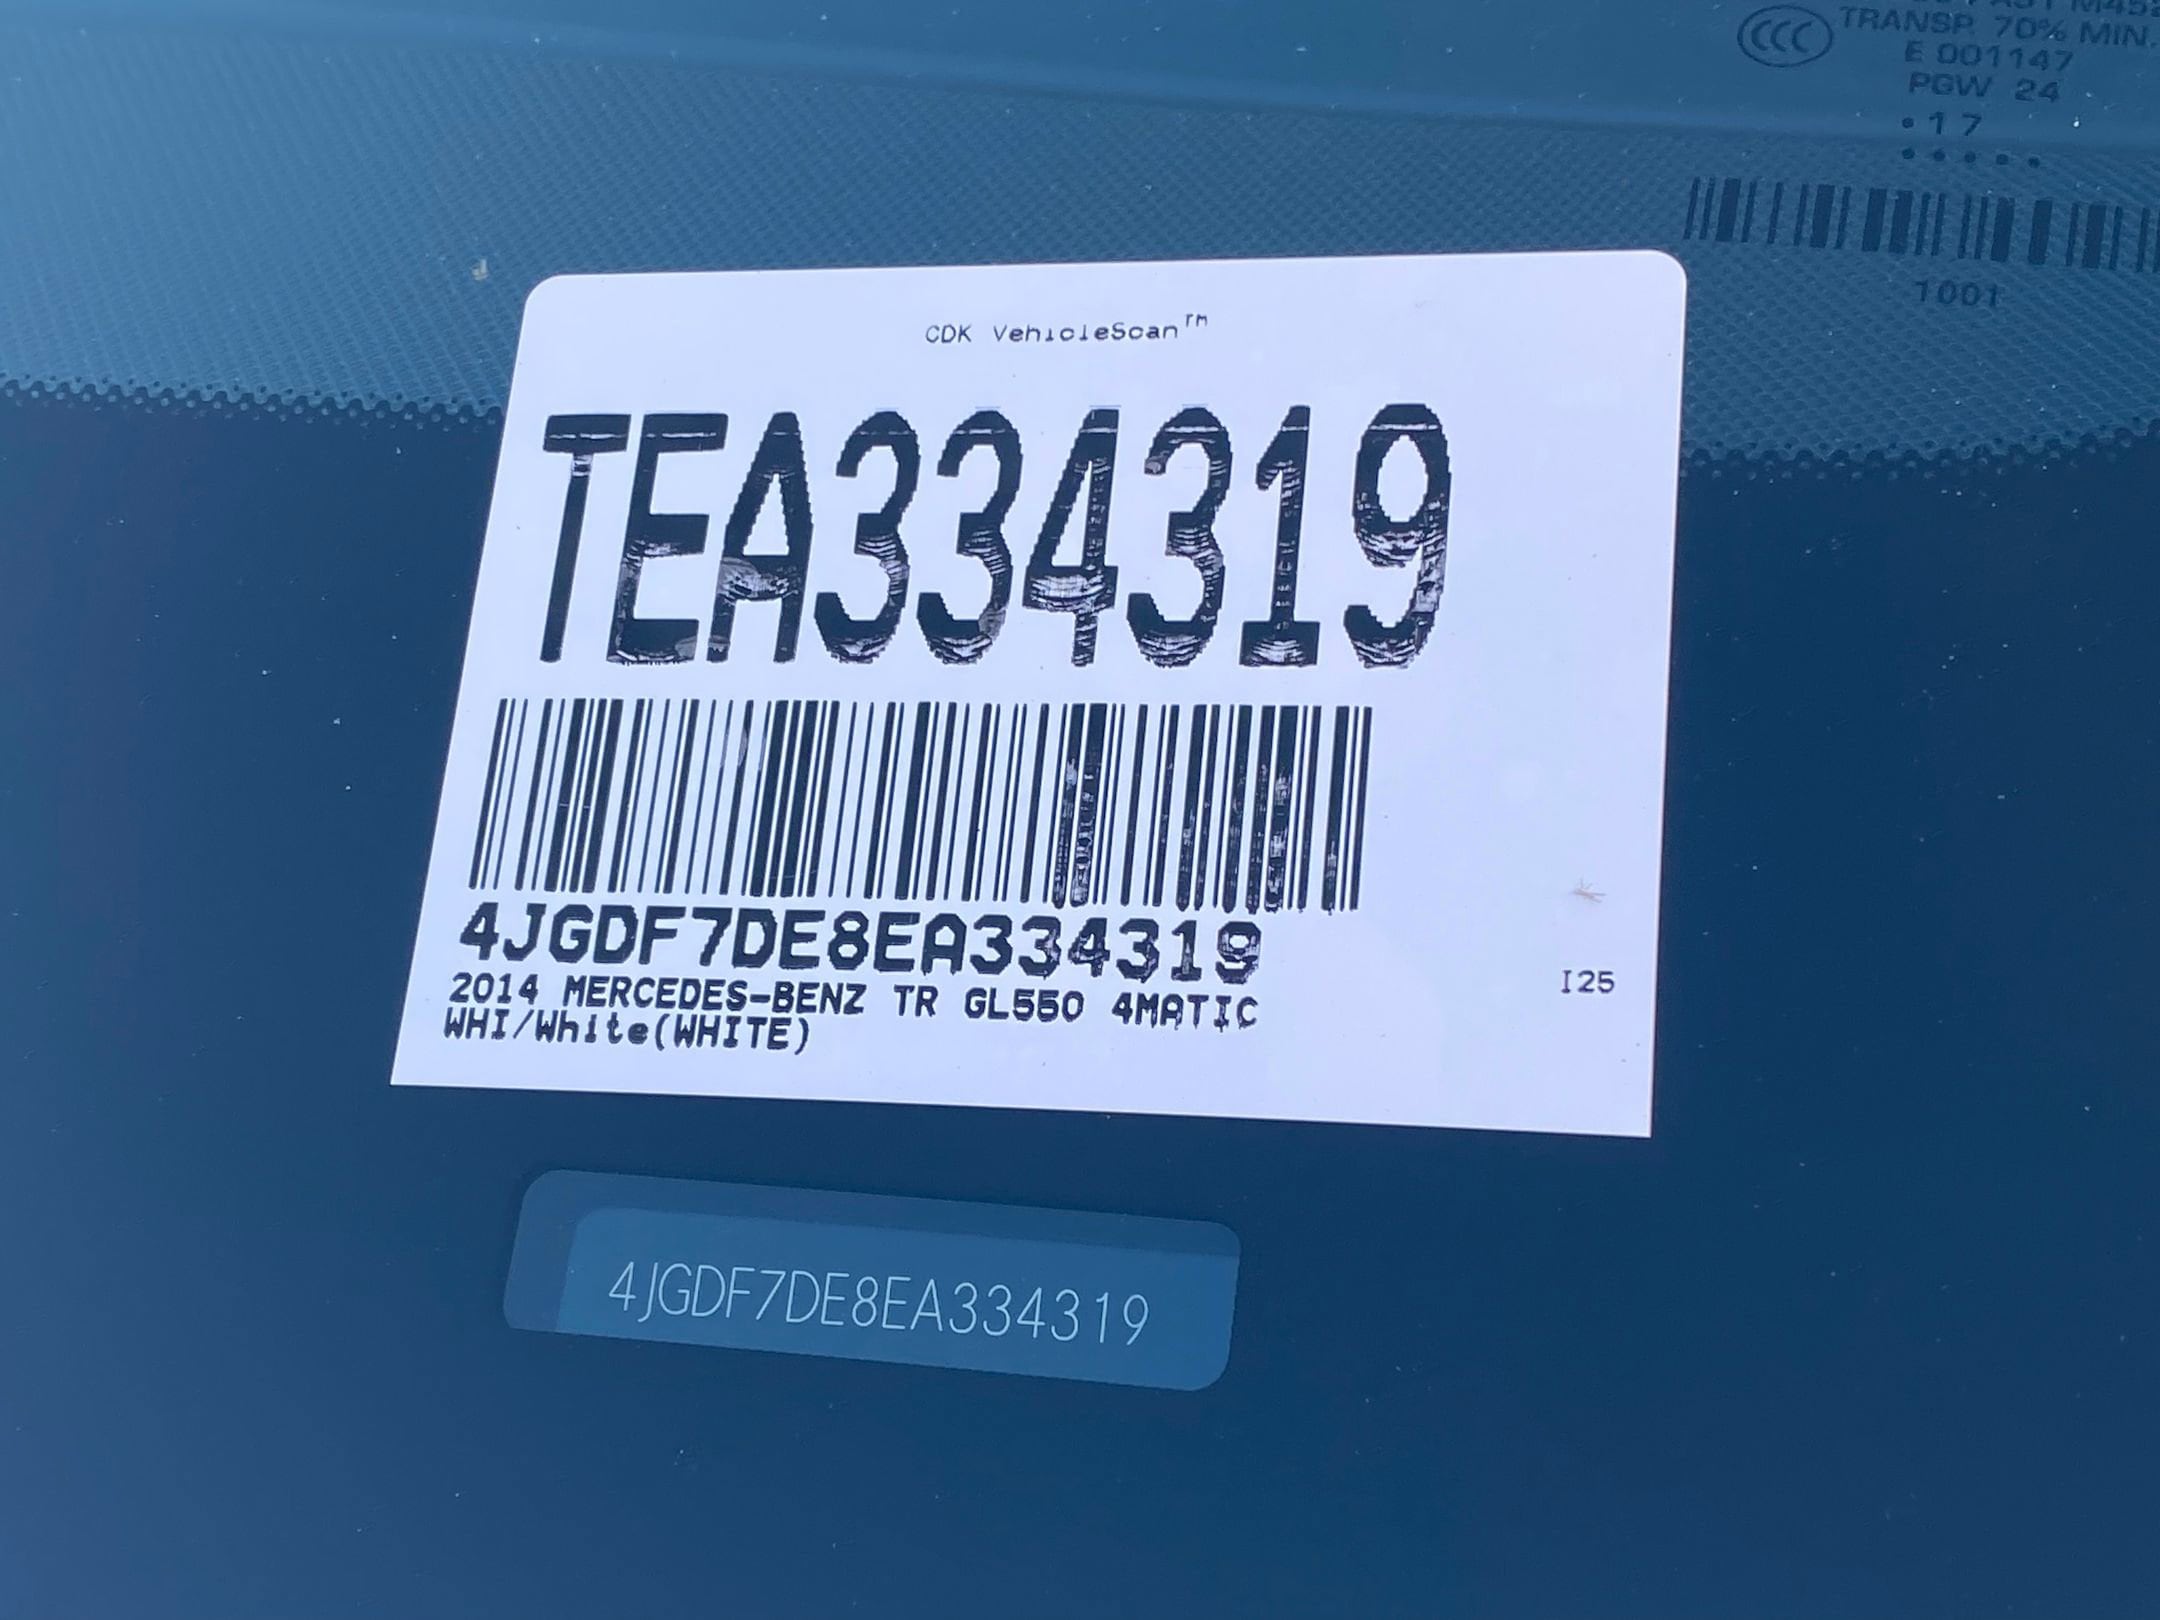 TRANSP. 70% MIN.
E 001147
PGW 24
•17
•••••
1001
CDK VehicleScan™
TEA334319
4JGDF7DE8EA334319
2014 MERCEDES-BENZ TR GL550 4MATIC
WHI/White(WHITE)
I25
4JGDF7DE8EA334319